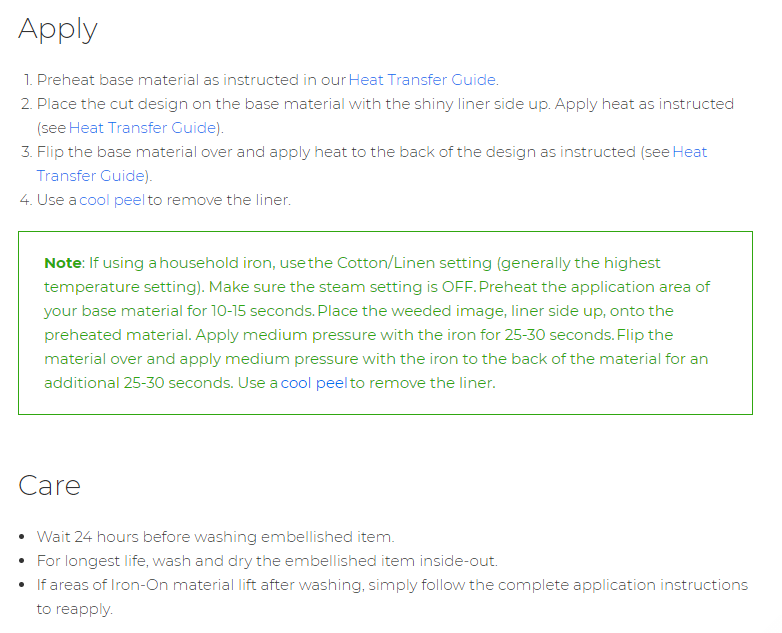 Apply
1. Preheat base material as instructed in our Heat Transfer Guide.
2. Place the cut design on the base material with the shiny liner side up. Apply heat as instructed
(see Heat Transfer Guide).
3. Flip the base material over and apply heat to the back of the design as instructed (see Heat
Transfer Guide).
4. Use a cool peel to remove the liner.
Note: If using a household iron, use the Cotton/Linen setting (generally the highest
temperature setting). Make sure the steam setting is OFF. Preheat the application area of
your base material for 10-15 seconds. Place the weeded image, liner side up, onto the
preheated material. Apply medium pressure with the iron for 25-30 seconds. Flip the
material over and apply medium pressure with the iron to the back of the material for an
additional 25-30 seconds. Use a cool peel to remove the liner.
Care
• Wait 24 hours before washing embellished item.
• For longest life, wash and dry the embellished item inside-out.
• If areas of Iron-On material lift after washing, simply follow the complete application instructions
to reapply.